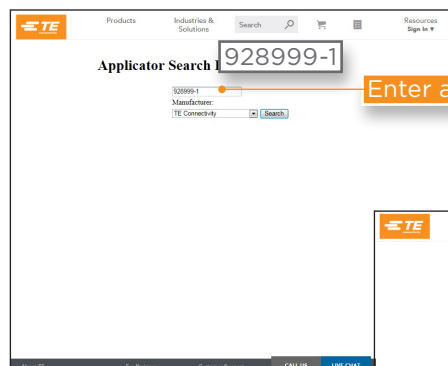 TE
Products
Industries &
Solutions
Search
Resources
Sign In
Applicator Search
928999-1
Enter a
928999-1
Manufacturer:
TE Connectivity
Search
TE
CALL US
LIVE CHAT